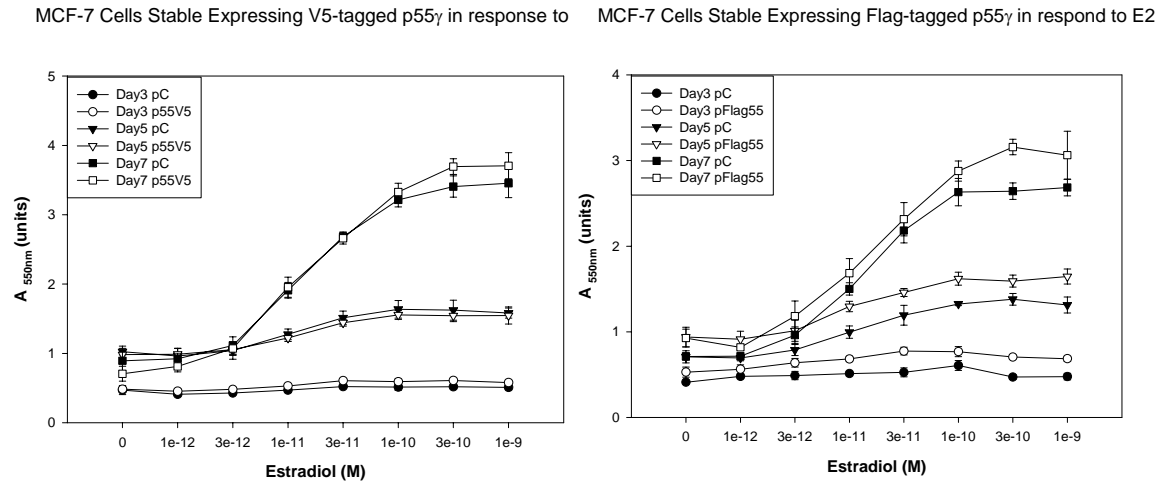 MCF-7 Cells Stable Expressing V5-tagged p55γ in response to
5
4
3
2
1
0
A 550nm (units)
Day3 pC
Day3 p55V5
Day5 pC
Day5 p55V5
Day7 pC
Day7 p55V5
0 1e-12 3e-12 1e-11 3e-11 1e-10 3e-10 1e-9
Estradiol (M)
MCF-7 Cells Stable Expressing Flag-tagged p55γ in respond to E2
4
3
2
1
0
A 550nm (units)
Day3 pC
Day3 pFlag55
Day5 pC
Day5 pFlag55
Day7 pC
Day7 pFlag55
0 1e-12 3e-12 1e-11 3e-11 1e-10 3e-10 1e-9
Estradiol (M)